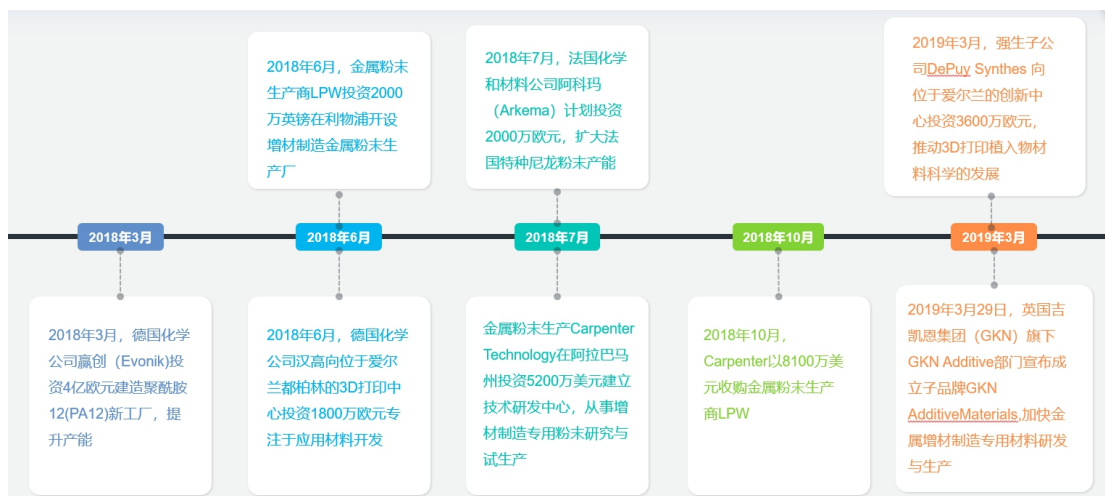 2018年6月，金属粉末
生产商LPW投资2000
万英镑在利物浦开设
增材制造金属粉末生
产厂
2018年7月，法国化学
和材料公司阿科玛
（Arkema）计划投资
2000万欧元，扩大法
国特种尼龙粉末产能
2019年3月，强生子公
司DePuy Synthes 向
位于爱尔兰的创新中
心投资3600万欧元，
推动3D打印植入物材
料科学的发展
2018年3月
2018年6月
2018年7月
2018年10月
2019年3月
2018年3月，德国化学
公司赢创（Evonik)投
资4亿欧元建造聚酰胺
12(PA12)新工厂，提
升产能
2018年6月，德国化学
公司汉高向位于爱尔
兰都柏林的3D打印中
心投资1800万欧元专
注于应用材料开发
金属粉末生产Carpenter
Technology在阿拉巴马
州投资5200万美元建立
技术研发中心，从事增
材制造专用粉末研究与
试生产
2018年10月，
Carpenter以8100万美
元收购金属粉末生产
商LPW
2019年3月29日，英国吉
凯恩集团（GKN）旗下
GKN Additive部门宣布成
立子品牌GKN
AdditiveMaterials,加快金
属增材制造专用材料研发
与生产